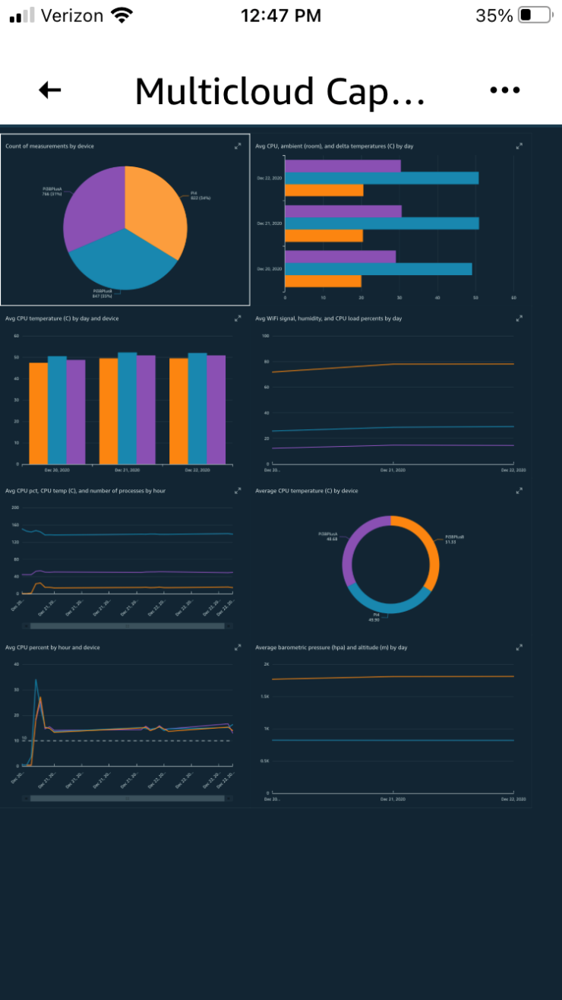 Verizon
12:47 PM
35%
Multicloud Cap...
Count of measurements by device
Pi3BPlusA
766 (31%)
Pi4
822 (34%)
Pi3BPlusB
847 (35%)
Avg CPU, ambient (room), and delta temperatures (C) by day
Dec 22, 2020
Dec 21, 2020
Dec 20, 2020
0 10 20 30 40 50 60
Avg CPU temperature (C) by day and device
60
50
40
30
20
10
0
Dec 20, 2020 Dec 21, 2020 Dec 22, 2020
Avg WiFi signal, humidity, and CPU load percents by day
100
80
60
40
20
0
Dec 20... Dec 21, 2020 Dec 22, 2020
Avg CPU pct, CPU temp (C), and number of processes by hour
200
160
120
80
40
0
Dec 20... Dec 21, 20... Dec 21, 20... Dec 21, 20... Dec 21, 20... Dec 22, 20... Dec 22, 20... Dec 22, 20... Dec 22, 20...
Average CPU temperature (C) by device
Pi3BPlusA
48.68
Pi3BPlusB
51.33
Pi4
49.90
Avg CPU percent by hour and device
40
30
20
10
0
10
Dec 20... Dec 21, 20... Dec 21, 20... Dec 21, 20... Dec 21, 20... Dec 22, 20... Dec 22, 20... Dec 22, 20... Dec 22, 20...
Average barometric pressure (hpa) and altitude (m) by day
2K
1.5K
1K
0.5K
0
Dec 20... Dec 21, 2020 Dec 22, 2020